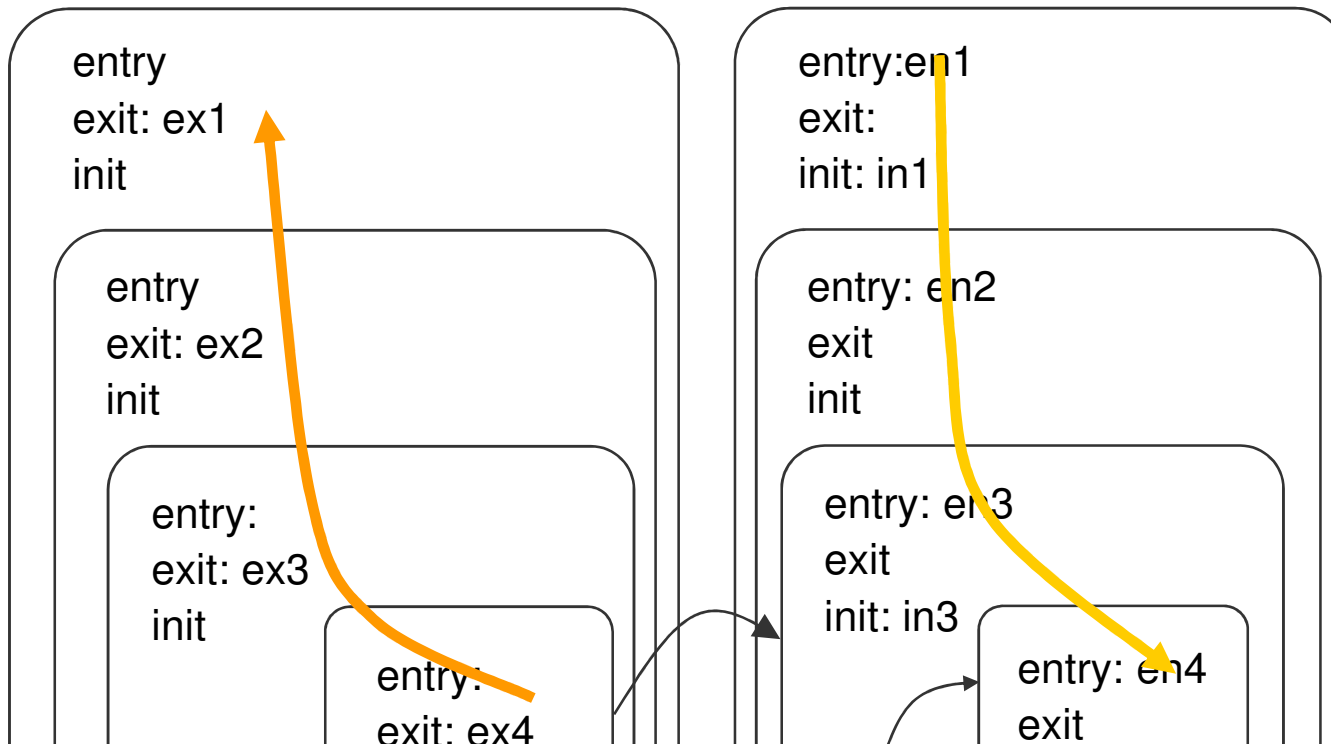 entry
exit: ex1
init
entry
exit: ex2
init
entry:
exit: ex3
init
entry:
exit: ex4
entry:en1
exit:
init: in1
entry: en2
exit
init
entry: en3
exit
init: in3
entry: en4
exit